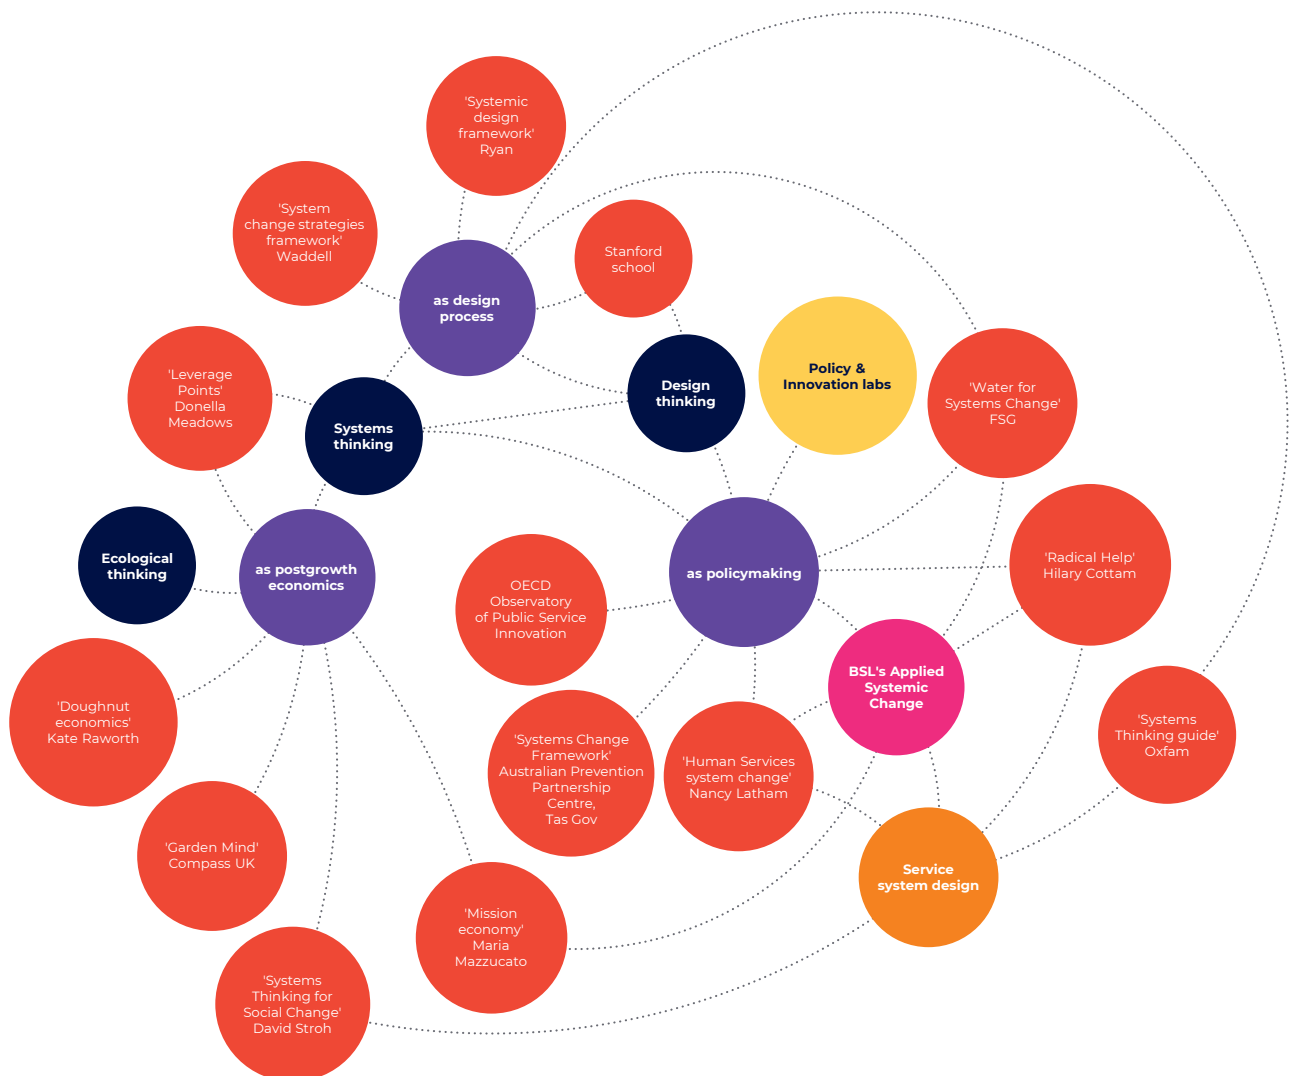 'Systemic
design
framework'
Ryan
'System
change strategies
framework'
Waddell
Stanford
school
as design
process
'Leverage
Points'
Donella
Meadows
Systems
thinking
Design
thinking
Policy &
Innovation labs
'Water for
Systems Change'
FSG
Ecological
thinking
as postgrowth
economics
OECD
Observatory
of Public Service
Innovation
as policymaking
'Radical Help'
Hilary Cottam
'Doughnut
economics'
Kate Raworth
'Systems Change
Framework'
Australian Prevention
Partnership
Centre,
Tas Gov
'Human Services
system change'
Nancy Latham
BSL's Applied
Systemic
Change
'Systems
Thinking guide'
Oxfam
'Garden Mind'
Compass UK
'Mission
economy'
Maria
Mazzucato
Service
system design
'Systems
Thinking for
Social Change'
David Stroh